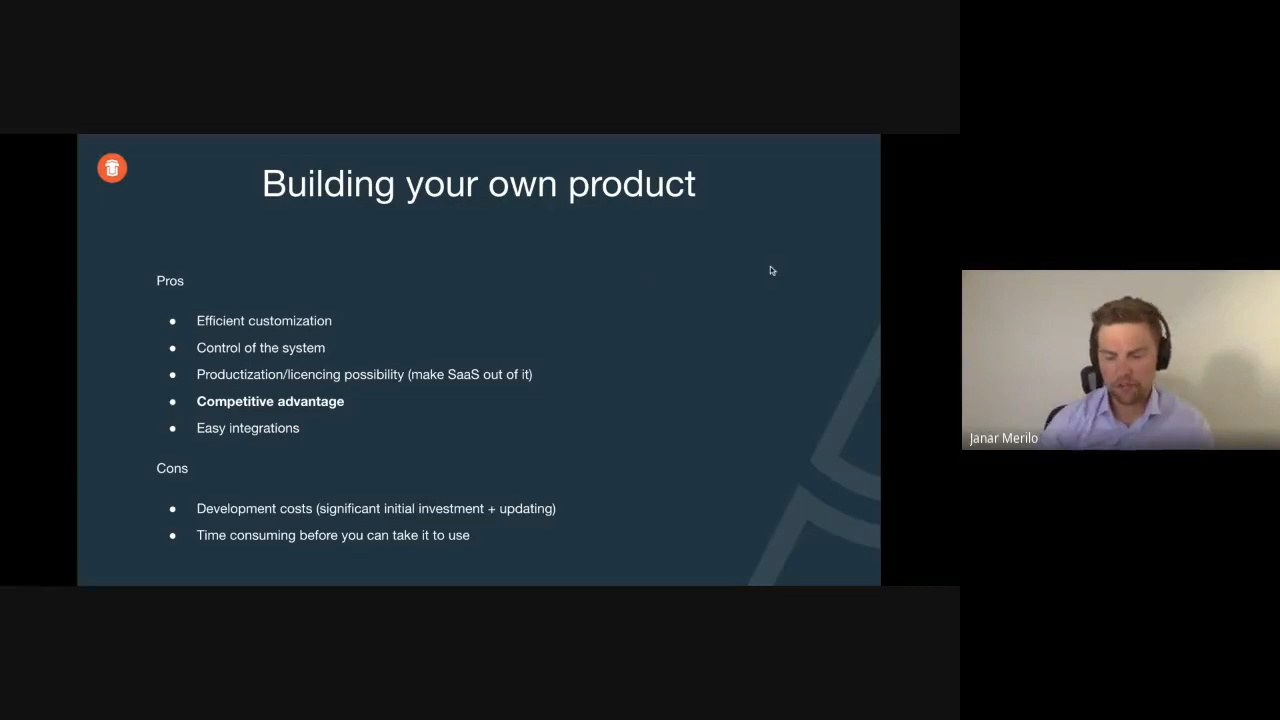 Building your own product
Pros
● Efficient customization
● Control of the system
● Productization/licencing possibility (make SaaS out of it)
● Competitive advantage
● Easy integrations
Cons
● Development costs (significant initial investment + updating)
● Time consuming before you can take it to use
Janar Merilo